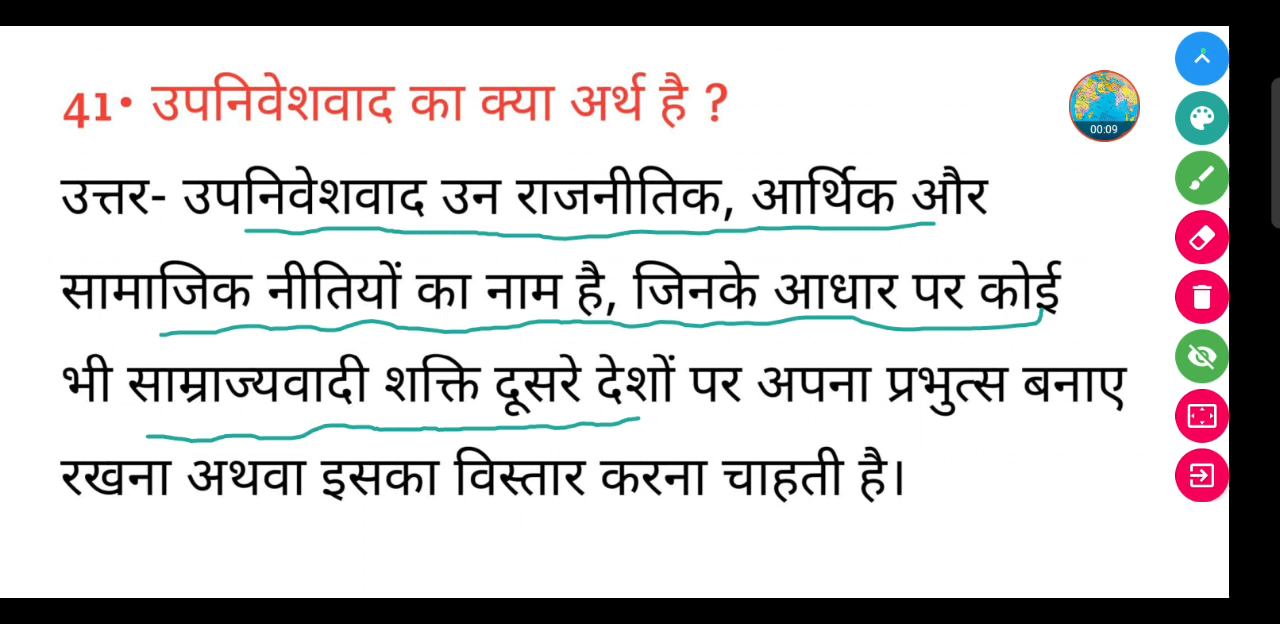 41• उपनिवेशवाद का क्या अर्थ है ?
00:09
उत्तर- उपनिवेशवाद उन राजनीतिक, आर्थिक और
सामाजिक नीतियों का नाम है, जिनके आधार पर कोई
भी साम्राज्यवादी शक्ति दूसरे देशों पर अपना प्रभुत्स बनाए
रखना अथवा इसका विस्तार करना चाहती है।